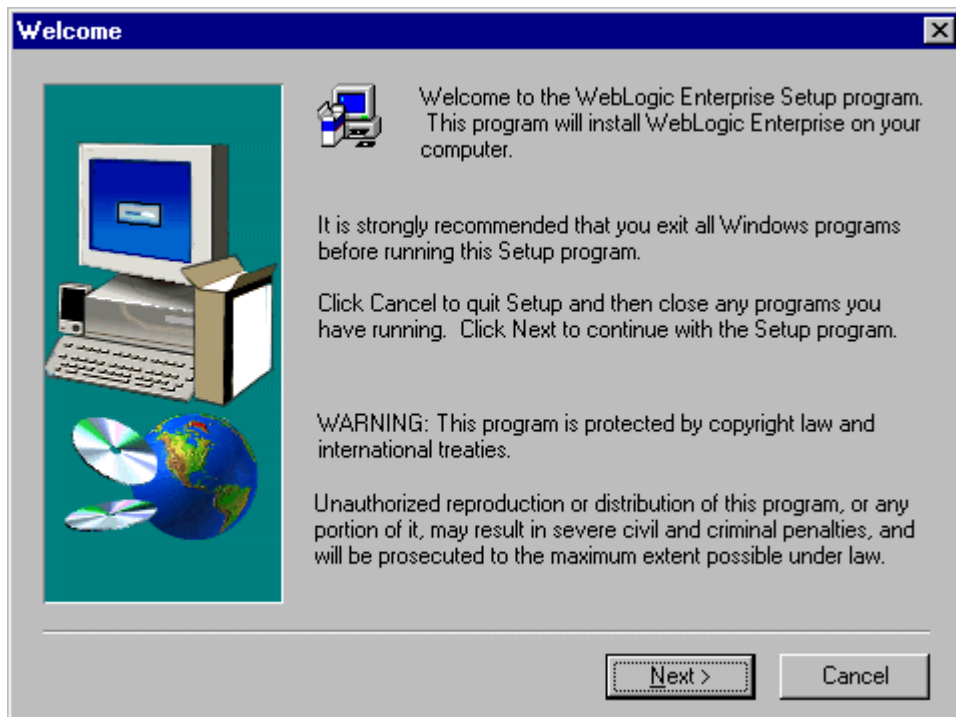 Welcome
Welcome to the WebLogic Enterprise Setup program.
This program will install WebLogic Enterprise on your
computer.
It is strongly recommended that you exit all Windows programs
before running this Setup program.
Click Cancel to quit Setup and then close any programs you
have running.  Click Next to continue with the Setup program.
WARNING: This program is protected by copyright law and
international treaties.
Unauthorized reproduction or distribution of this program, or any
portion of it, may result in severe civil and criminal penalties, and
will be prosecuted to the maximum extent possible under law.
Next >
Cancel